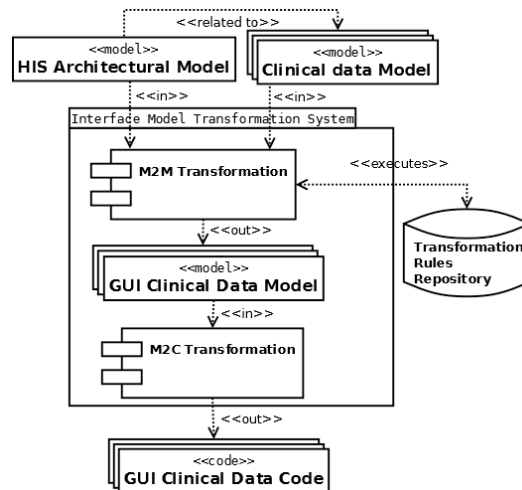 <<related to>>
<<model>>
HIS Architectural Model
<<model>>
Clinical data Model
<<in>>
<<in>>
Interface Model Transformation System
<<executes>>
M2M Transformation
<<out>>
Transformation
Rules
Repository
<<model>>
GUI Clinical Data Model
<<in>>
M2C Transformation
<<out>>
<<code>>
GUI Clinical Data Code